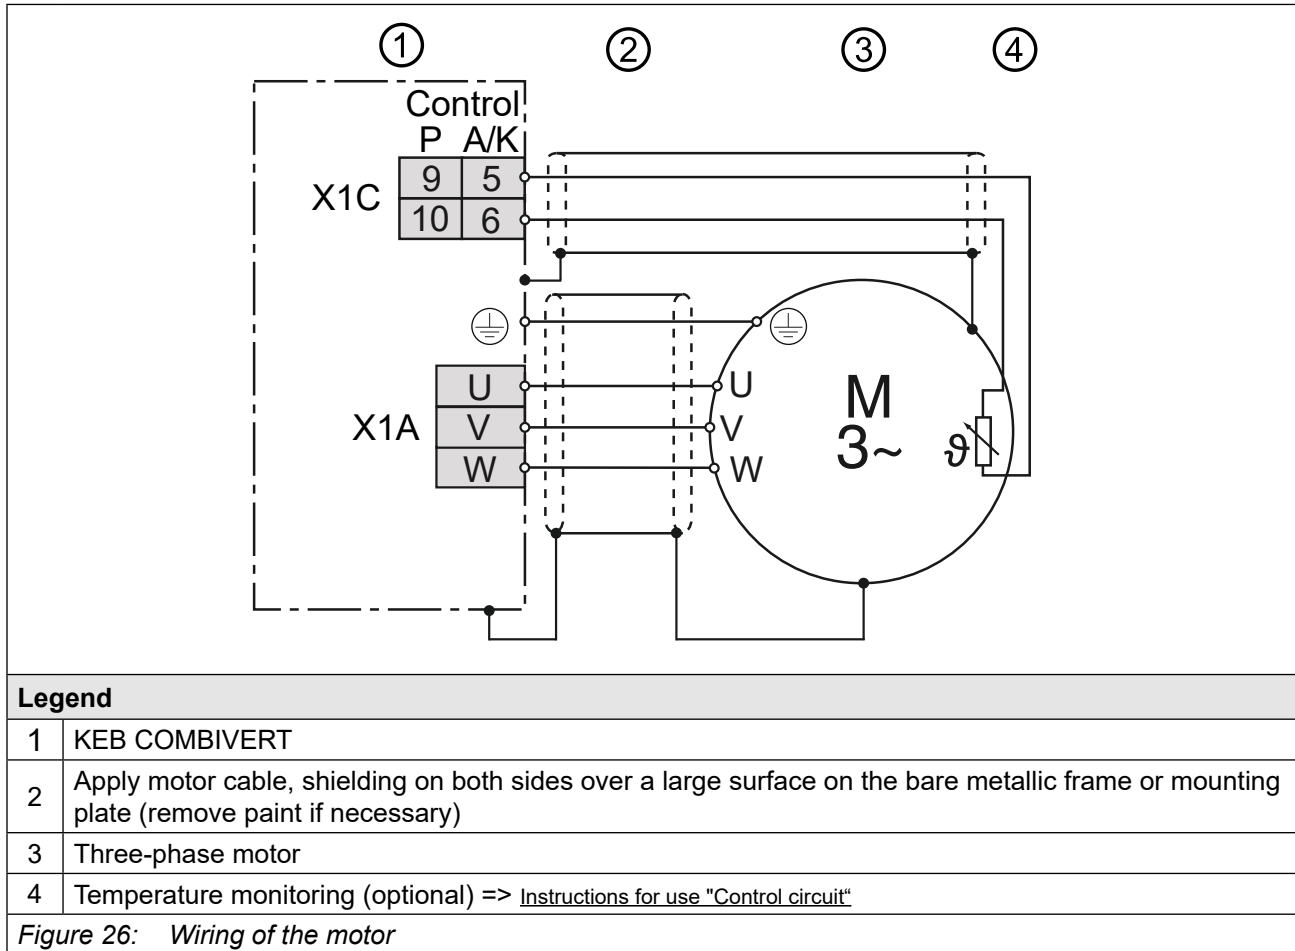 1 2 3 4
Control
P A/K
X1C 9 5
10 6
U U M
X1A V V 3~ ϑ
W W
Legend
1 KEB COMBIVERT
2 Apply motor cable, shielding on both sides over a large surface on the bare metallic frame or mounting
plate (remove paint if necessary)
3 Three-phase motor
4 Temperature monitoring (optional) => Instructions for use "Control circuit“
Figure 26: Wiring of the motor